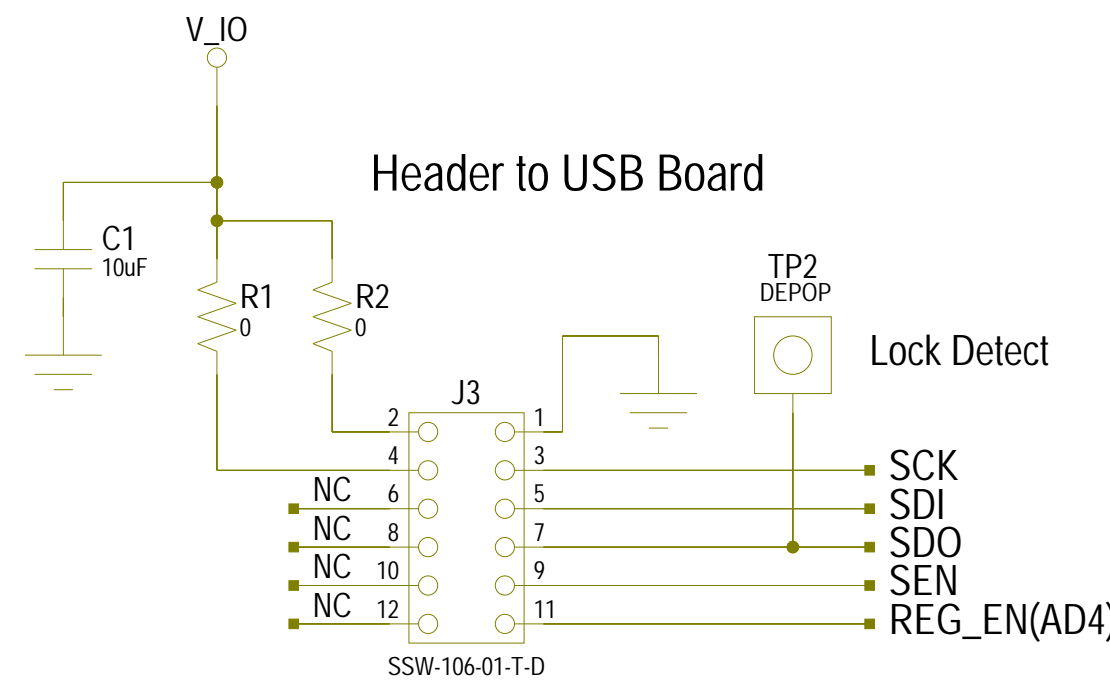 V_IO
Header to USB Board
C1
10uF
R1
0
R2
0
TP2
DEPOP
Lock Detect
J3
2
1
4
3
SCK
NC
6
5
SDI
NC
8
7
SDO
NC
10
9
SEN
NC
12
11
REG_EN(AD4)
SSW-106-01-T-D